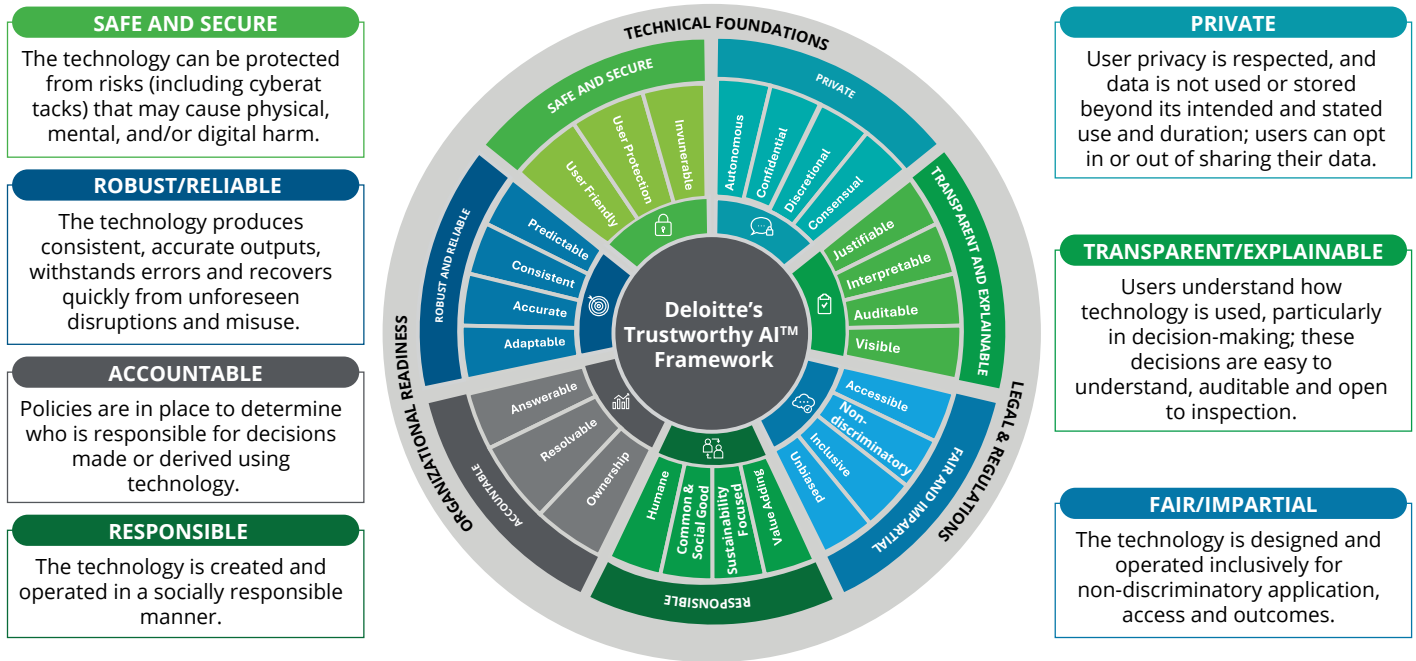 SAFE AND SECURE
The technology can be protected
from risks (including cyberat
tacks) that may cause physical,
mental, and/or digital harm.
ROBUST/RELIABLE
The technology produces
consistent, accurate outputs,
withstands errors and recovers
quickly from unforeseen
disruptions and misuse.
ACCOUNTABLE
Policies are in place to determine
who is responsible for decisions
made or derived using
technology.
RESPONSIBLE
The technology is created and
operated in a socially responsible
manner.
TECHNICAL FOUNDATIONS
LEGAL & REGULATIONS
ORGANIZATIONAL READINESS
Deloitte's
Trustworthy AI™
Framework
SAFE AND SECURE
User Friendly
User Protection
Invunerable
PRIVATE
Autonomous
Confidential
Discretional
Consensual
TRANSPARENT AND EXPLAINABLE
Justifiable
Interpretable
Auditable
Visible
FAIR AND IMPARTIAL
Accessible
Non-
discriminatory
Inclusive
Unbiased
RESPONSIBLE
Value Adding
Sustainability
Focused
Common &
Social Good
Humane
ACCOUNTABLE
Ownership
Resolvable
Answerable
ROBUST AND RELIABLE
Adaptable
Accurate
Consistent
Predictable
PRIVATE
User privacy is respected, and
data is not used or stored
beyond its intended and stated
use and duration; users can opt
in or out of sharing their data.
TRANSPARENT/EXPLAINABLE
Users understand how
technology is used, particularly
in decision-making; these
decisions are easy to
understand, auditable and open
to inspection.
FAIR/IMPARTIAL
The technology is designed and
operated inclusively for
non-discriminatory application,
access and outcomes.